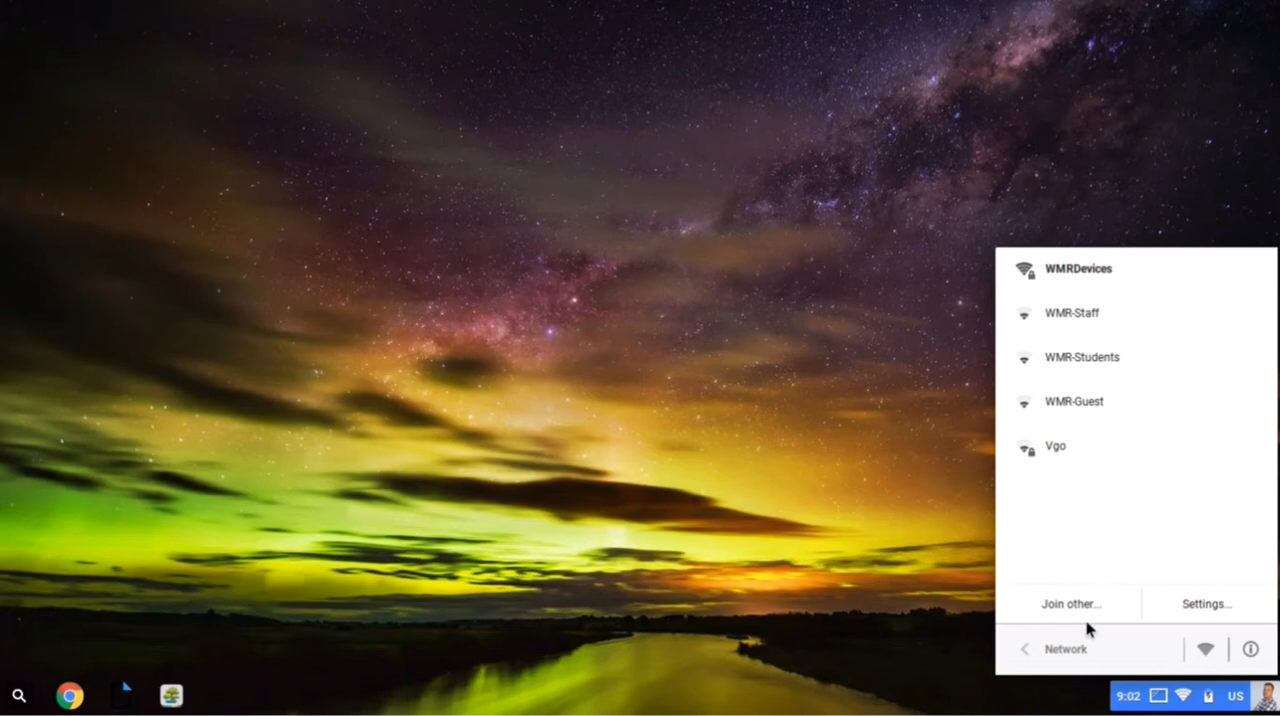 WMRDevices
WMR-Staff
WMR-Students
WMR-Guest
Vgo
Join other...
Settings...
Network
9:02
US